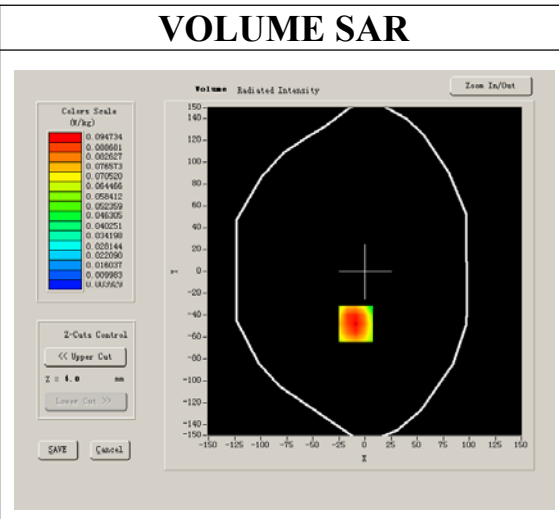 VOLUME SAR
Volume Radiated Intensity
Zoom In/Out
Colors Scale
(W/kg)
0.094734
0.088681
0.082627
0.076573
0.070520
0.064466
0.058412
0.052359
0.046305
0.040251
0.034198
0.028144
0.022090
0.016037
0.009983
0.003929
Z-Cuts Control
<< Upper Cut
Z = 4.0 mm
Lower Cut >>
SAVE
Cancel
150
140
120
100
80
60
40
20
0
-20
-40
-60
-80
-100
-120
-140
-150
Y
-150 -125 -100 -75 -50 -25 0 25 50 75 100 125 150
X